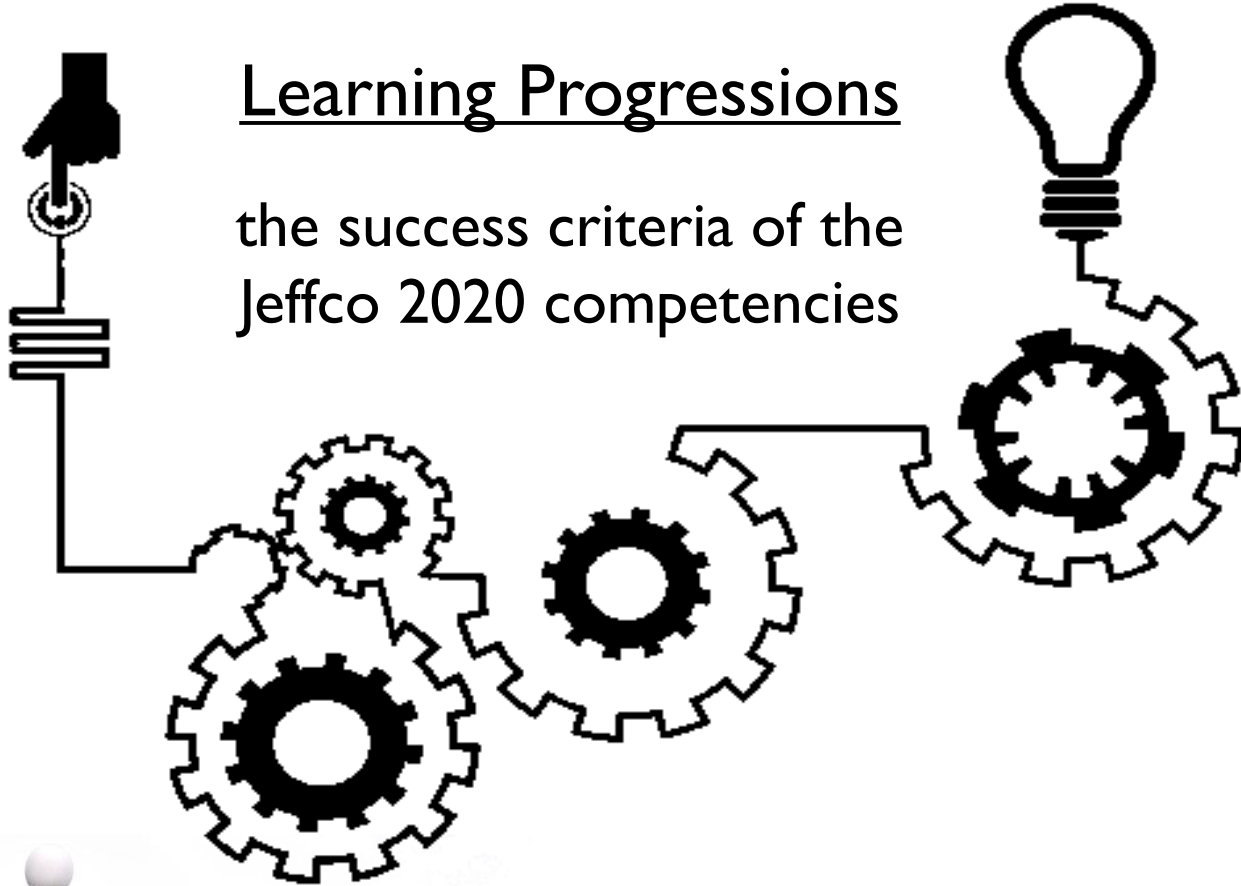 Learning Progressions
the success criteria of the
Jeffco 2020 competencies